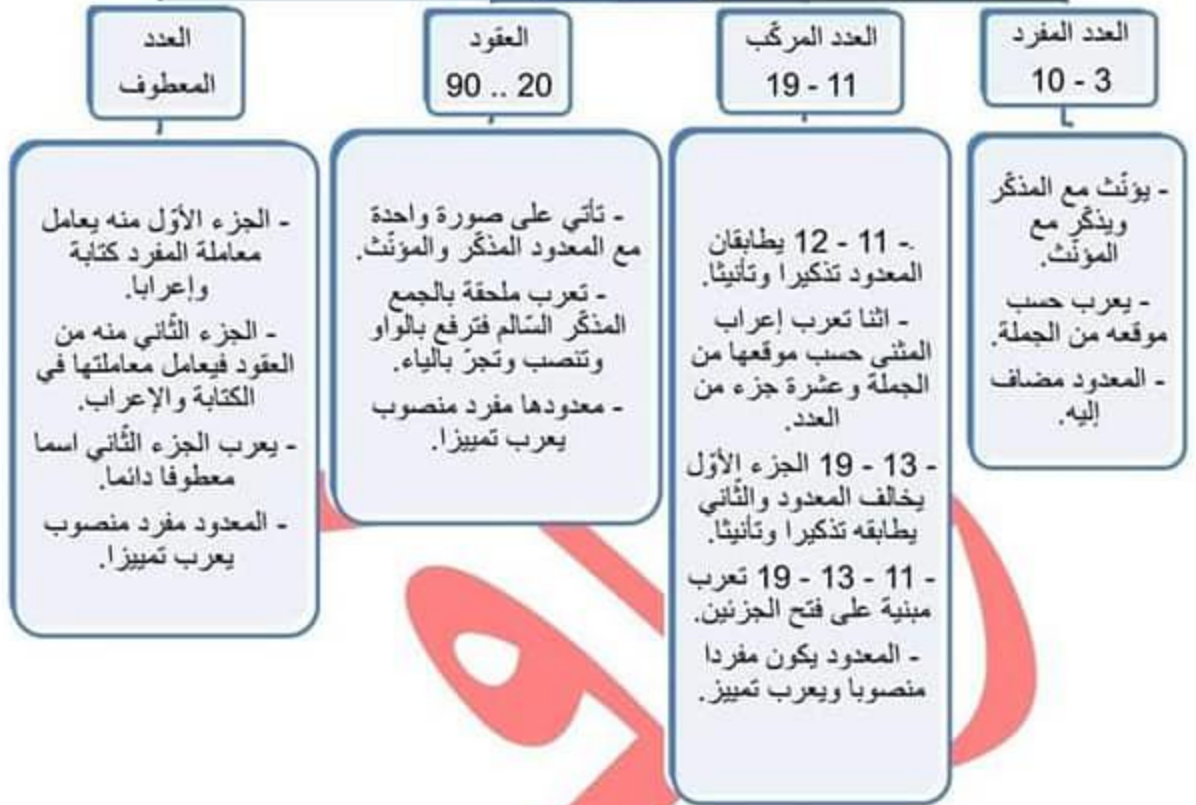 العدد المفرد
3 - 10
- يؤنّث مع المذكّر
ويذكّر مع
المؤنّث.
- يعرب حسب
موقعه من الجملة.
- المعدود مضاف
إليه.
العدد المركّب
11 - 19
.- 11 - 12 يطابقان
المعدود تذكيرا وتأنيثا.
- اثنا تعرب إعراب
المثنى حسب موقعها من
الجملة وعشرة جزء من
العدد.
- 13 - 19 الجزء الأوّل
يخالف المعدود والثّاني
يطابقه تذكيرا وتأنيثا.
- 11 - 13 - 19 تعرب
مبنية على فتح الجزئين.
- المعدود يكون مفردا
منصوبا ويعرب تمييز.
العقود
20 .. 90
- تأتي على صورة واحدة
مع المعدود المذكّر والمؤنّث.
- تعرب ملحقة بالجمع
المذكّر السّالم فترفع بالواو
وتنصب وتجرّ بالياء.
- معدودها مفرد منصوب
يعرب تمييزا.
العدد
المعطوف
- الجزء الأوّل منه يعامل
معاملة المفرد كتابة
وإعرابا.
- الجزء الثّاني منه من
العقود فيعامل معاملتها في
الكتابة والإعراب.
- يعرب الجزء الثّاني اسما
معطوفا دائما.
- المعدود مفرد منصوب
يعرب تمييزا.